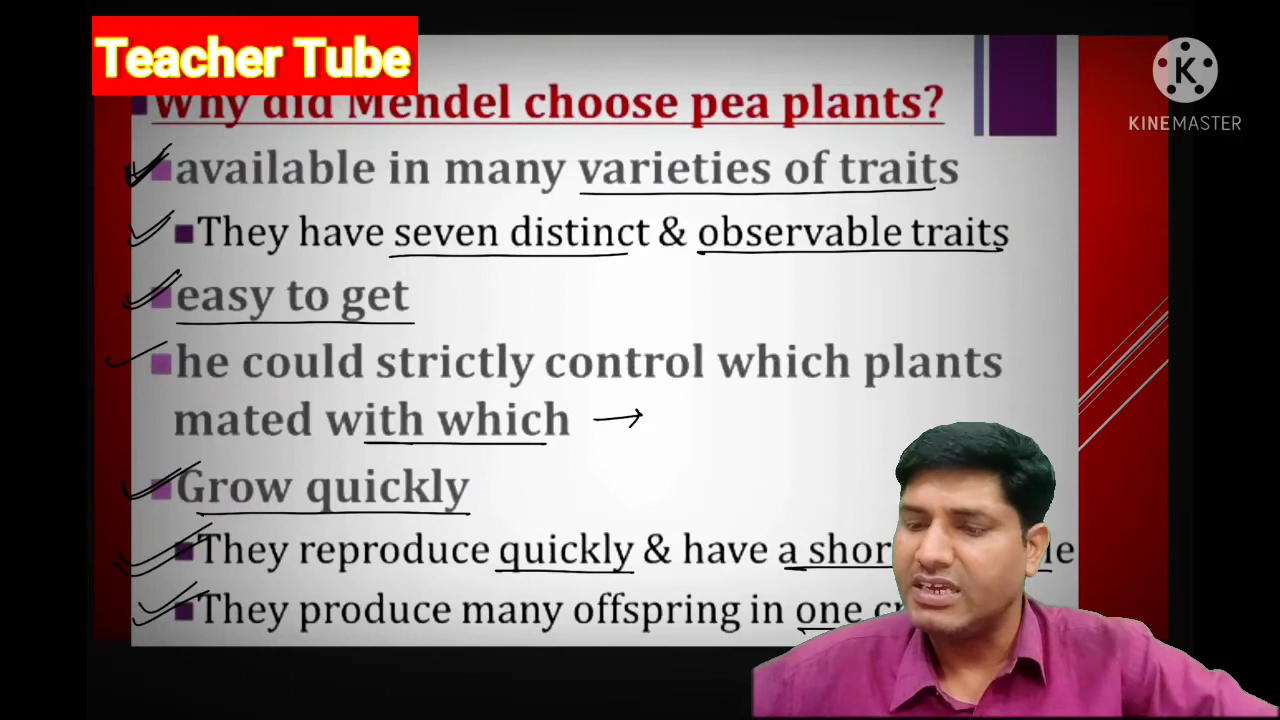 Teacher Tube
Why did Mendel choose pea plants?
K
KINEMASTER
available in many varieties of traits
They have seven distinct & observable traits
easy to get
he could strictly control which plants
mated with which
Grow quickly
They reproduce quickly & have a
They produce many offspring in one